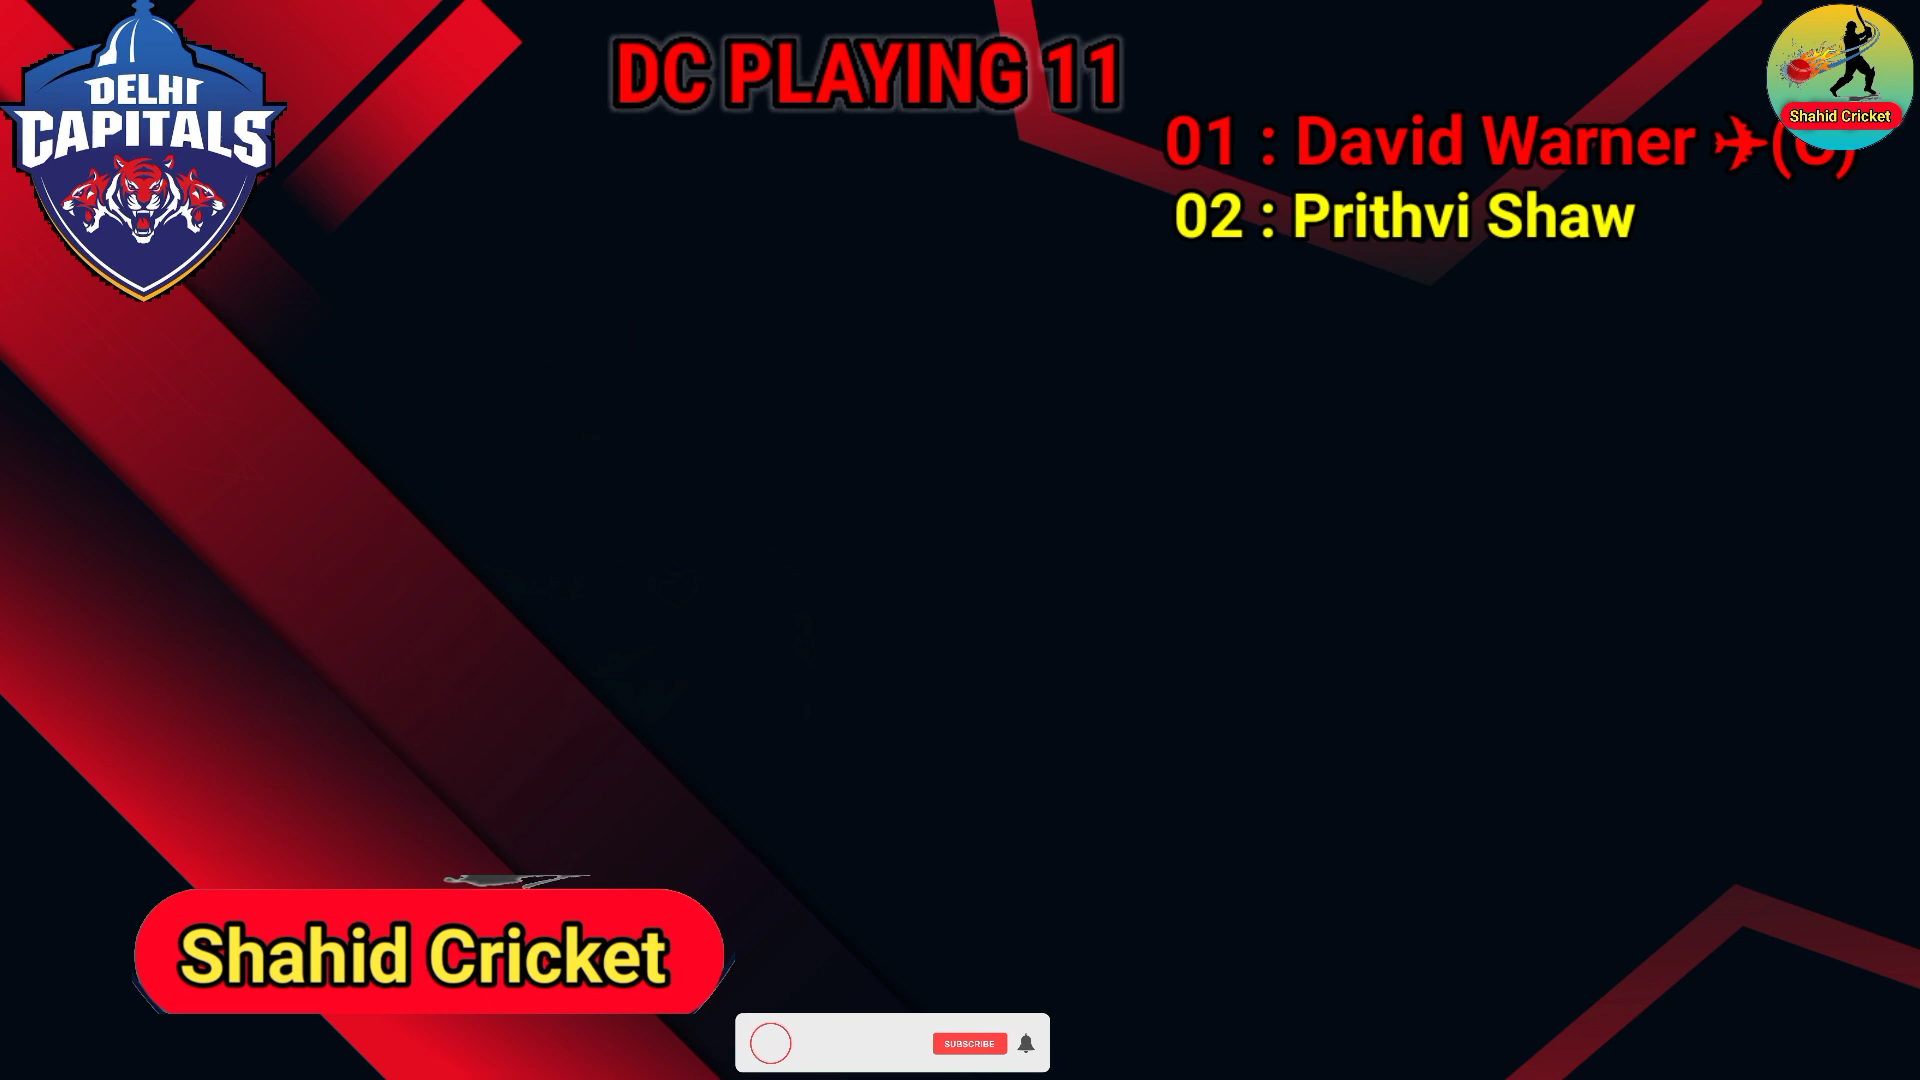 DELHI
CAPITALS
DC PLAYING 11
Shahid Cricket
01 : David Warner ✈(C)
02 : Prithvi Shaw
Shahid Cricket
SUBSCRIBE